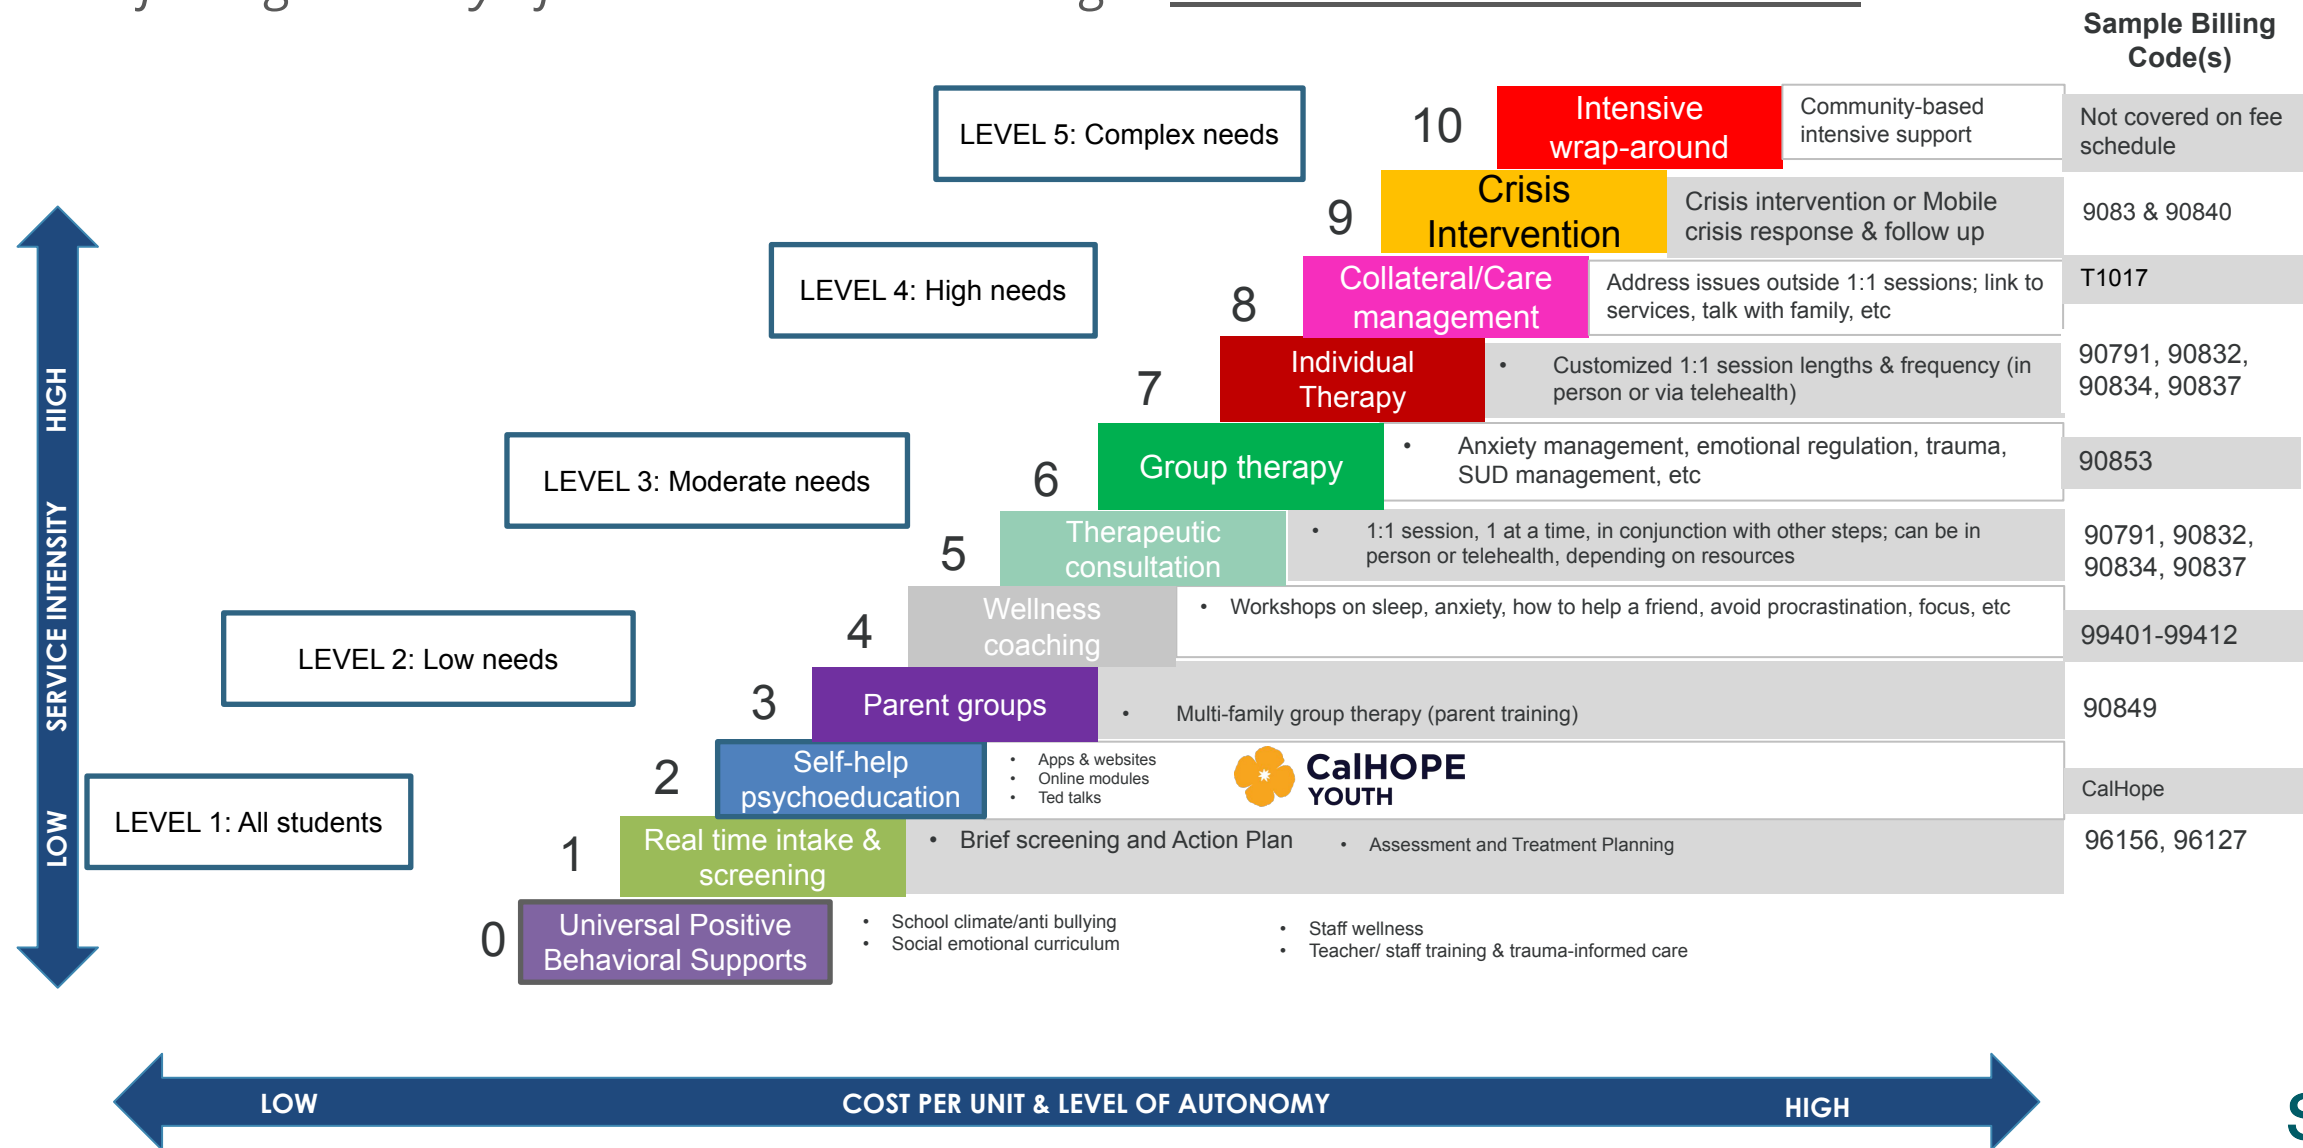 Sample Billing
Code(s)
LEVEL 5: Complex needs
10
Intensive
wrap-around
Community-based
intensive support
Not covered on fee
schedule
9
Crisis
Intervention
Crisis intervention or Mobile
crisis response & follow up
9083 & 90840
LEVEL 4: High needs
8
Collateral/Care
management
Address issues outside 1:1 sessions; link to
services, talk with family, etc
T1017
7
Individual
Therapy
• Customized 1:1 session lengths & frequency (in
person or via telehealth)
90791, 90832,
90834, 90837
LEVEL 3: Moderate needs
6
Group therapy
• Anxiety management, emotional regulation, trauma,
SUD management, etc
90853
5
Therapeutic
consultation
• 1:1 session, 1 at a time, in conjunction with other steps; can be in
person or telehealth, depending on resources
90791, 90832,
90834, 90837
LEVEL 2: Low needs
4
Wellness
coaching
• Workshops on sleep, anxiety, how to help a friend, avoid procrastination, focus, etc
99401-99412
3
Parent groups
• Multi-family group therapy (parent training)
90849
2
Self-help
psychoeducation
• Apps & websites
• Online modules
• Ted talks
CalHOPE
YOUTH
CalHope
LEVEL 1: All students
1
Real time intake &
screening
• Brief screening and Action Plan
• Assessment and Treatment Planning
96156, 96127
0
Universal Positive
Behavioral Supports
• School climate/anti bullying
• Social emotional curriculum
• Staff wellness
• Teacher/ staff training & trauma-informed care
LOW SERVICE INTENSITY HIGH
LOW COST PER UNIT & LEVEL OF AUTONOMY HIGH